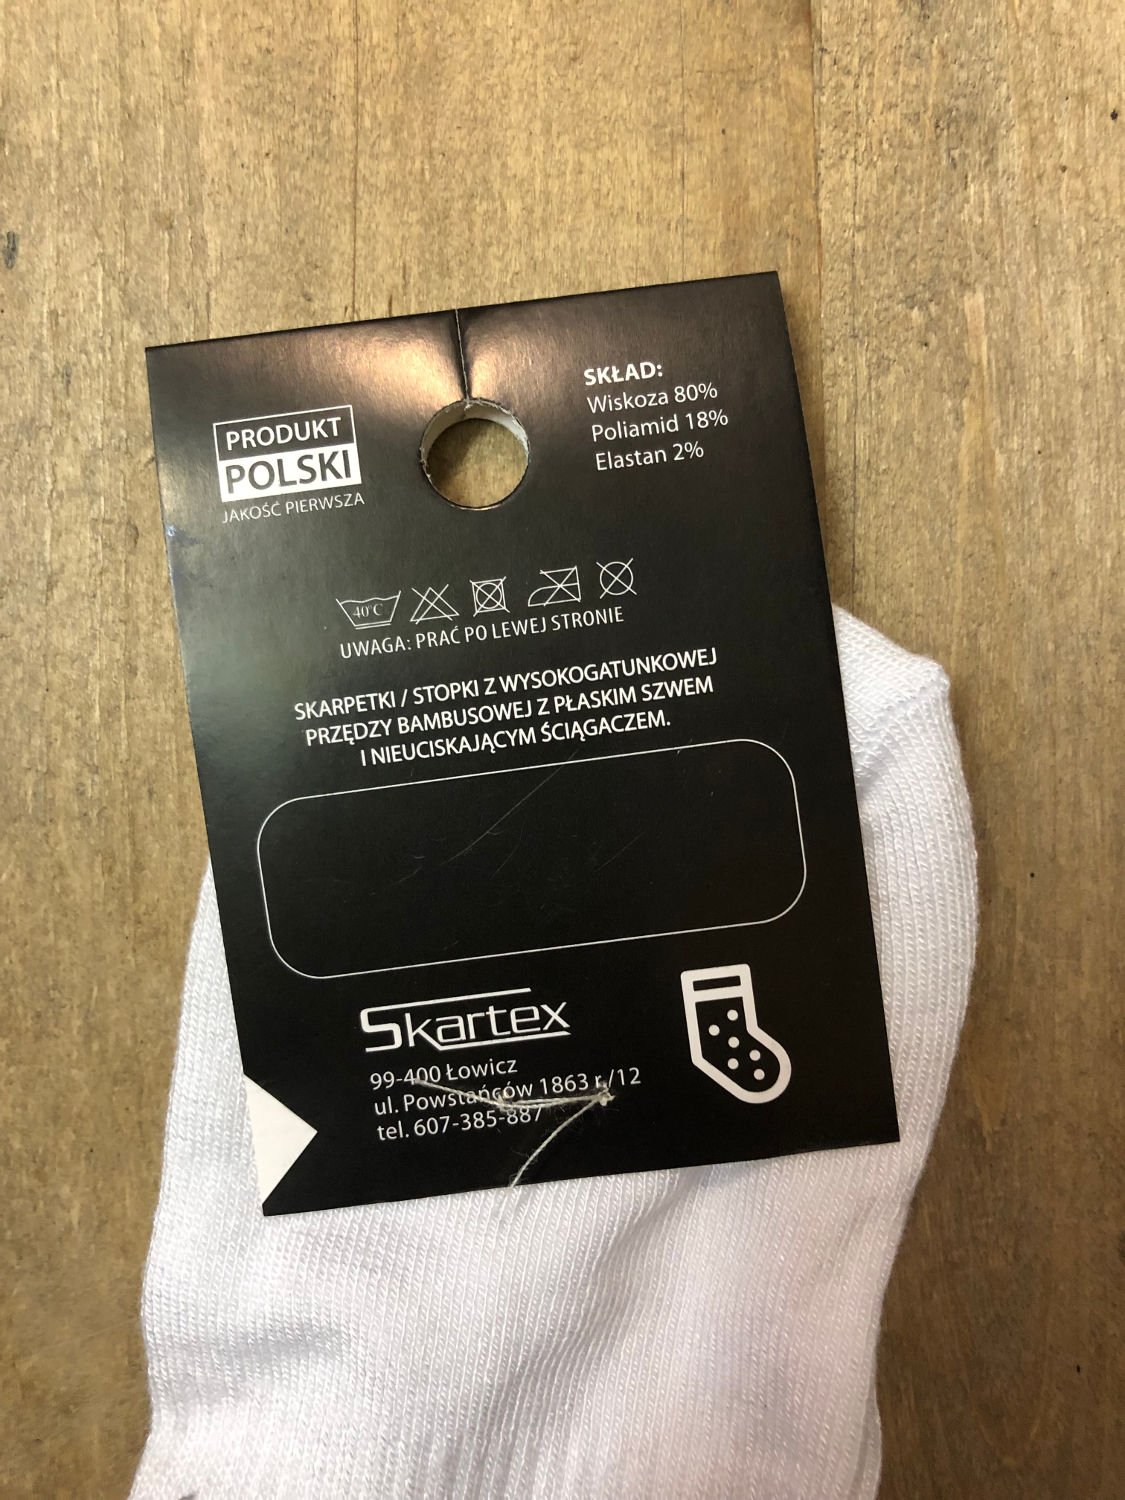 PRODUKT
POLSKI
JAKOŚĆ PIERWSZA
SKŁAD:
Wiskoza 80%
Poliamid 18%
Elastan 2%
40°C
UWAGA: PRAĆ PO LEWEJ STRONIE
SKARPETKI / STOPKI Z WYSOKOGATUNKOWEJ
PRZĘDZY BAMBUSOWEJ Z PŁASKIM SZWEM
I NIEUCISKAJĄCYM ŚCIĄGACZEM.
Skartex
99-400 Łowicz
ul. Powstańców 1863 r./12
tel. 607-385-887